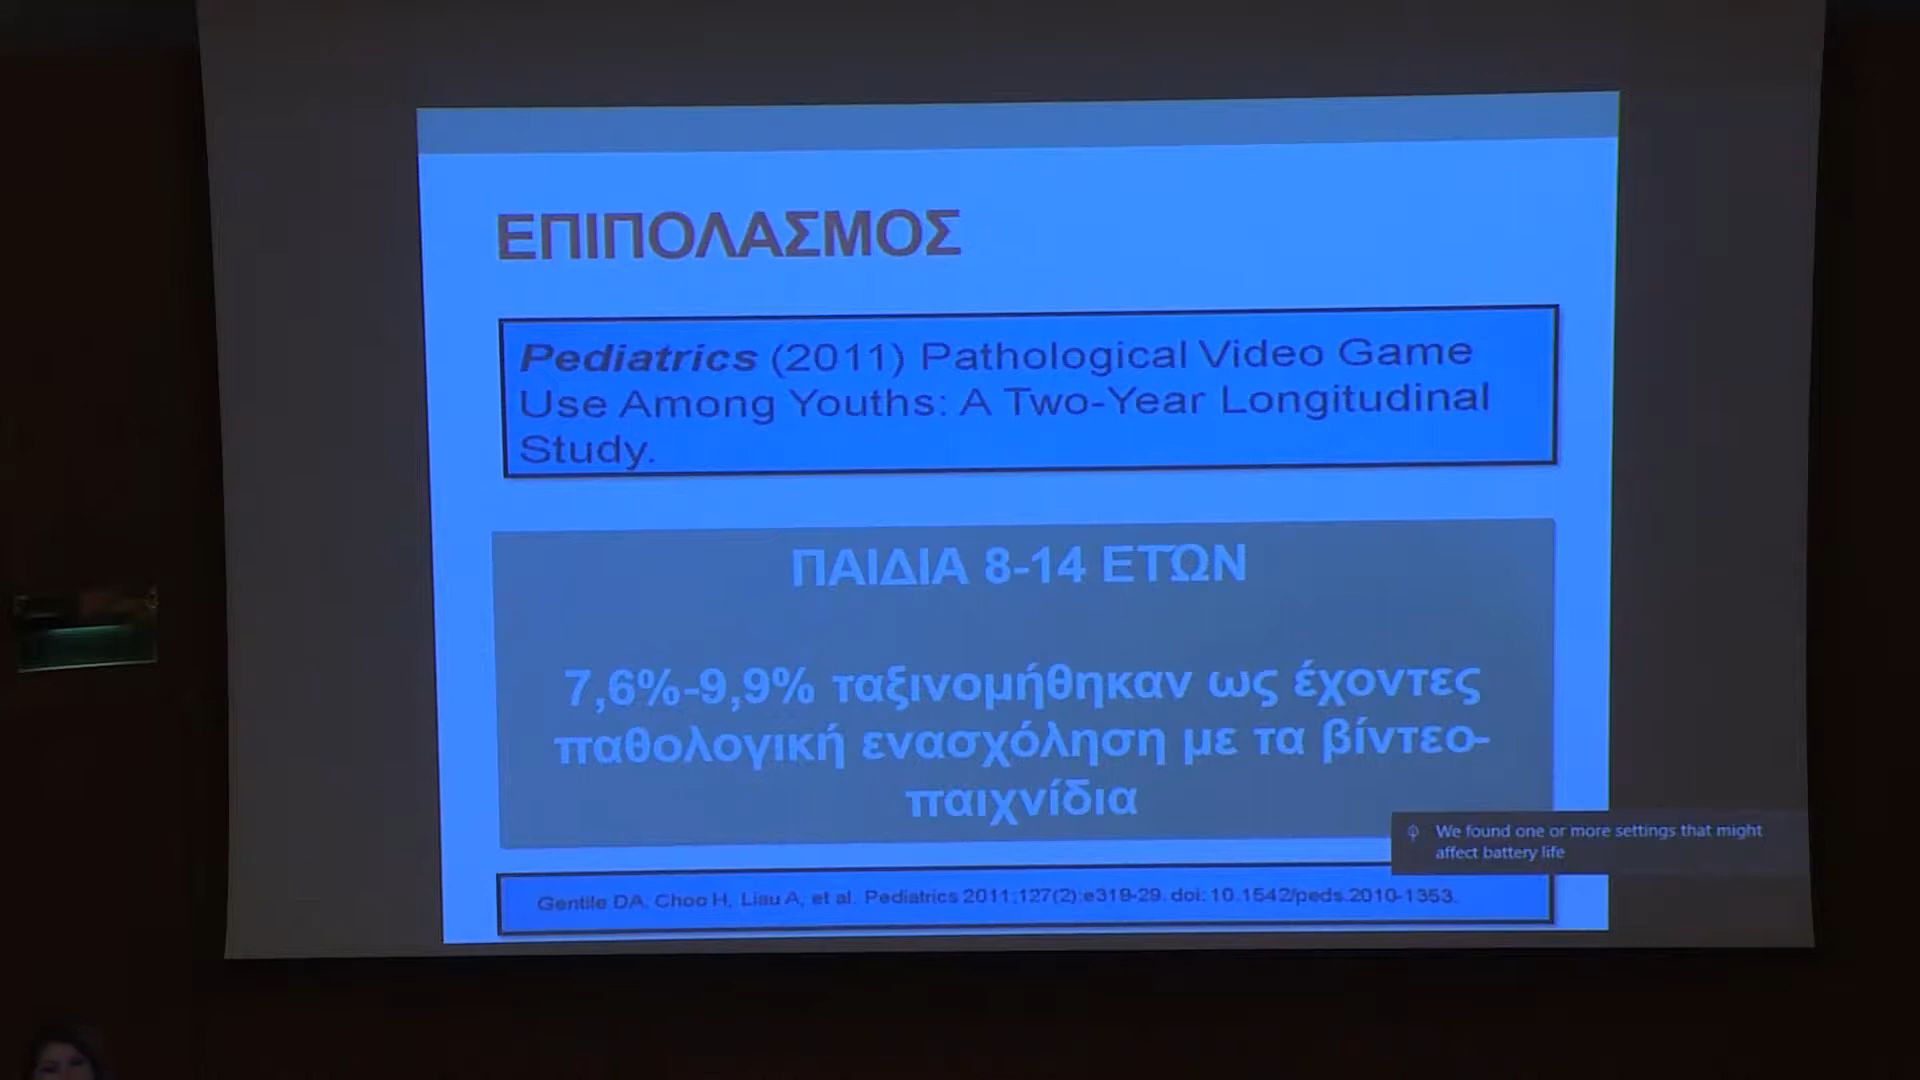 ΕΠΙΠΟΛΑΣΜΟΣ
Pediatrics (2011) Pathological Video Game
Use Among Youths: A Two-Year Longitudinal
Study.
ΠΑΙΔΙΑ 8-14 ΕΤΏΝ
7,6%-9,9% ταξινομήθηκαν ως έχοντες
παθολογική ενασχόληση με τα βίντεο-
παιχνίδια
We found one or more settings that might
affect battery life
Gentile DA, Choo H, Liau A, et al. Pediatrics 2011;127(2):e319-29. doi: 10.1542/peds.2010-1353.